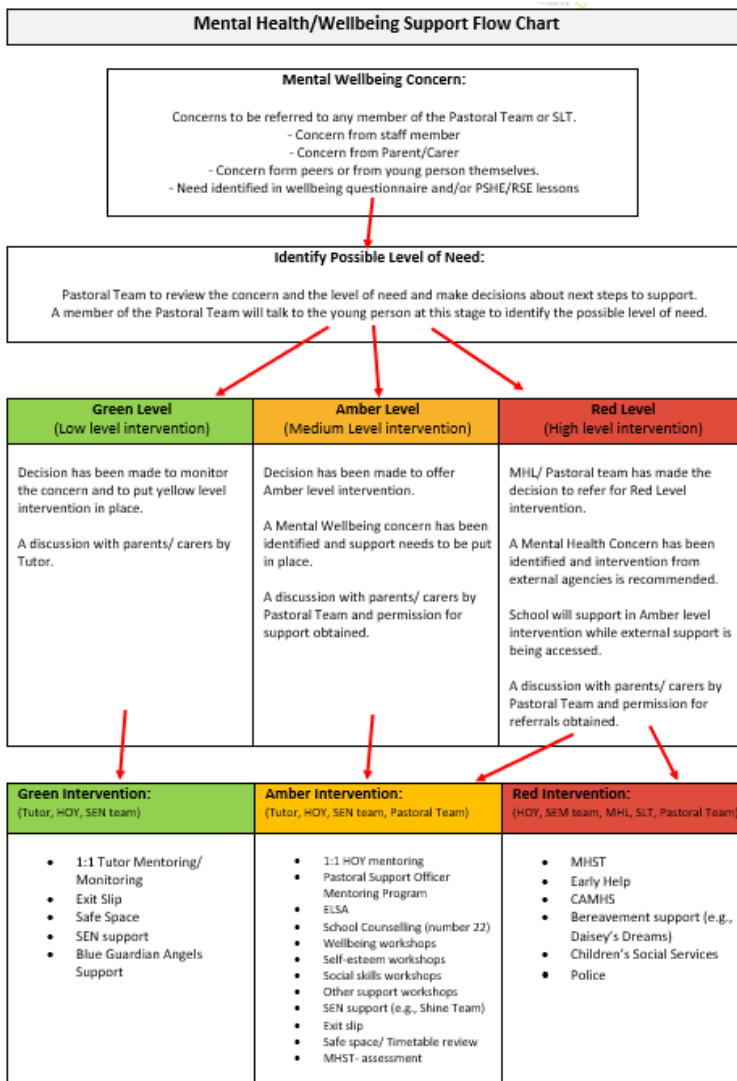 Mental Health/Wellbeing Support Flow Chart
Mental Wellbeing Concern:
Concerns to be referred to any member of the Pastoral Team or SLT.
- Concern from staff member
- Concern from Parent/Carer
- Concern form peers or from young person themselves.
- Need identified in wellbeing questionnaire and/or PSHE/RSE lessons
Identify Possible Level of Need:
Pastoral Team to review the concern and the level of need and make decisions about next steps to support.
A member of the Pastoral Team will talk to the young person at this stage to identify the possible level of need.
Green Level
(Low level intervention)
Decision has been made to monitor
the concern and to put yellow level
intervention in place.
A discussion with parents/ carers by
Tutor.
Amber Level
(Medium Level intervention)
Decision has been made to offer
Amber level intervention.
A Mental Wellbeing concern has been
identified and support needs to be put
in place.
A discussion with parents/ carers by
Pastoral Team and permission for
support obtained.
Red Level
(High level intervention)
MHL/ Pastoral team has made the
decision to refer for Red Level
intervention.
A Mental Health Concern has been
identified and intervention from
external agencies is recommended.
School will support in Amber level
intervention while external support is
being accessed.
A discussion with parents/ carers by
Pastoral Team and permission for
referrals obtained.
Green Intervention:
(Tutor, HOY, SEN team)
• 1:1 Tutor Mentoring/
Monitoring
• Exit Slip
• Safe Space
• SEN support
• Blue Guardian Angels
Support
Amber Intervention:
(Tutor, HOY, SEN team, Pastoral Team)
• 1:1 HOY mentoring
• Pastoral Support Officer
Mentoring Program
• ELSA
• School Counselling (number 22)
• Wellbeing workshops
• Self-esteem workshops
• Social skills workshops
• Other support workshops
• SEN support (e.g., Shine Team)
• Exit slip
• Safe space/ Timetable review
• MHST- assessment
Red Intervention:
(HOY, SEM team, MHL, SLT, Pastoral Team)
• MHST
• Early Help
• CAMHS
• Bereavement support (e.g.,
Daisey's Dreams)
• Children's Social Services
• Police